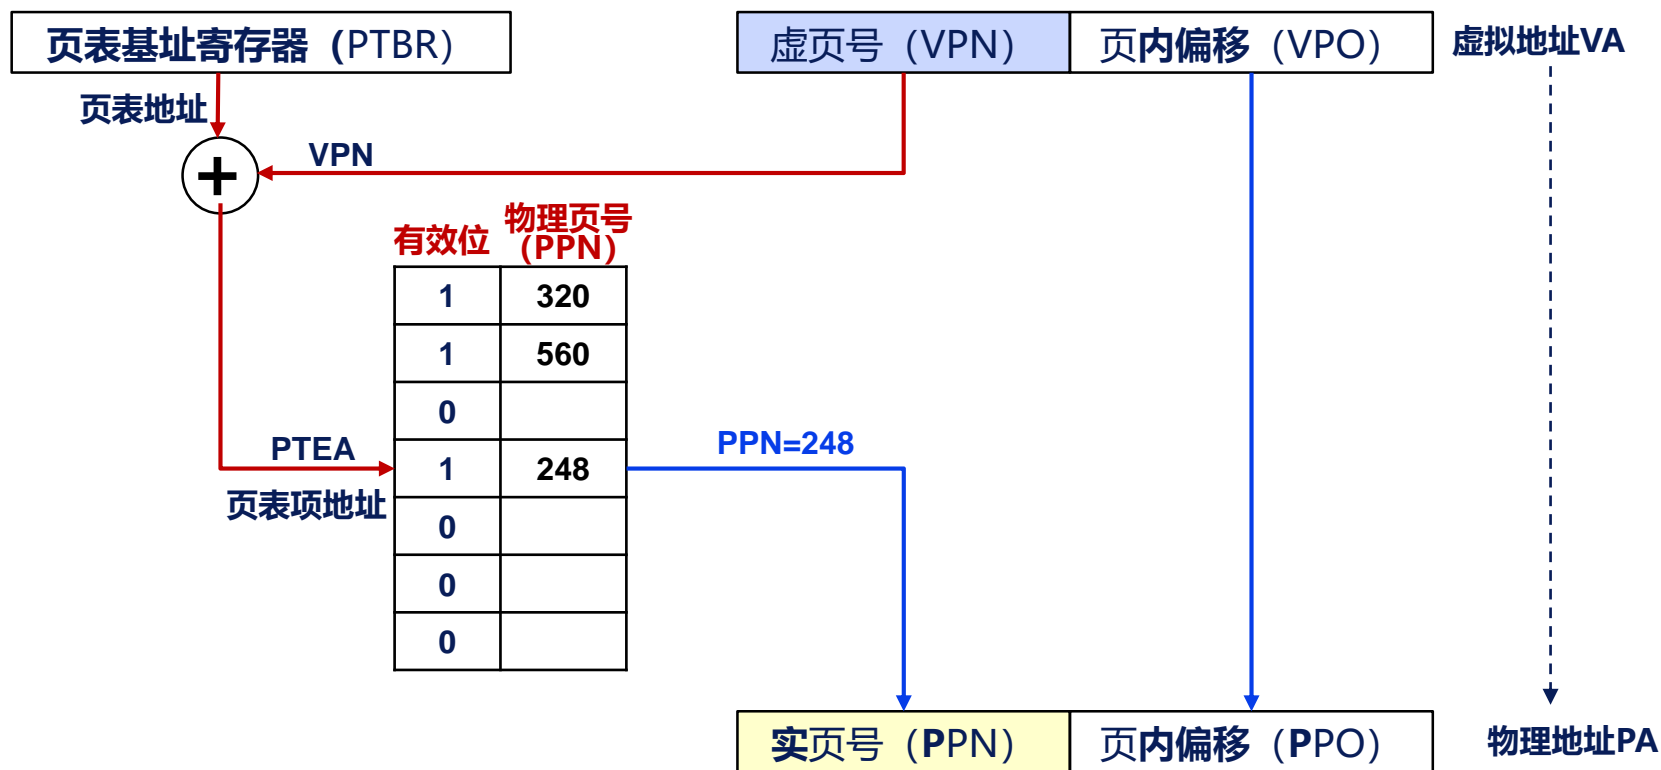 页表基址寄存器（PTBR）
虚页号（VPN）
页内偏移（VPO）
虚拟地址VA
页表地址
+
VPN
有效位
物理页号
（PPN）
1 320
1 560
0
1 248
0
0
0
PTEA
页表项地址
PPN=248
实页号（PPN）
页内偏移（PPO）
物理地址PA